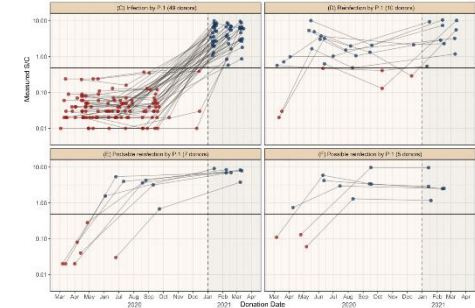 (C) Infection by P.1 (49 donors)
(D) Reinfection by P.1 (10 donors)
10.00
1.00
0.10
0.01
(E) Probable reinfection by P.1 (7 donors)
(F) Possible reinfection by P.1 (5 donors)
10.00
1.00
0.10
0.01
Measured S/C
Mar Apr May Jun Jul Aug Sep Oct Nov Dec Jan Feb Mar Apr
Mar Apr May Jun Jul Aug Sep Oct Nov Dec Jan Feb Mar Apr
2020 2021 2020 2021
Donation Date